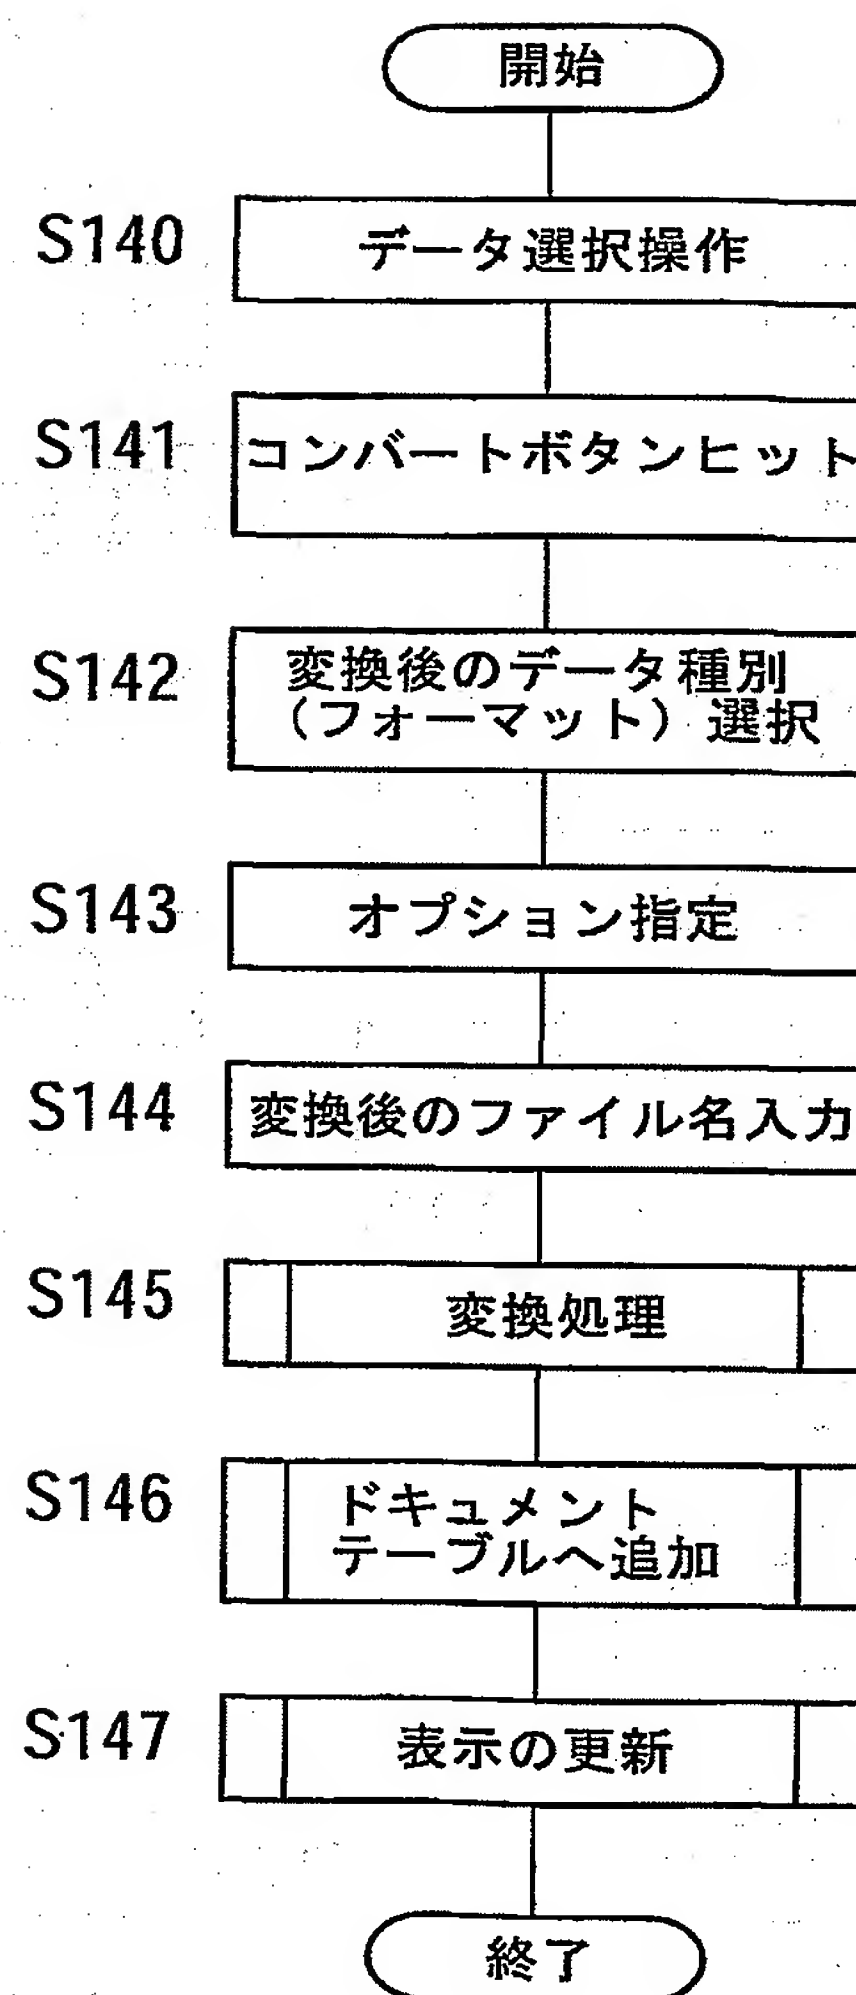 開始
S140
データ選択操作
S141
コンバートボタンヒット
S142
変換後のデータ種別
（フォーマット）選択
S143
オプション指定
S144
変換後のファイル名入力
S145
変換処理
S146
ドキュメント
テーブルへ追加
S147
表示の更新
終了